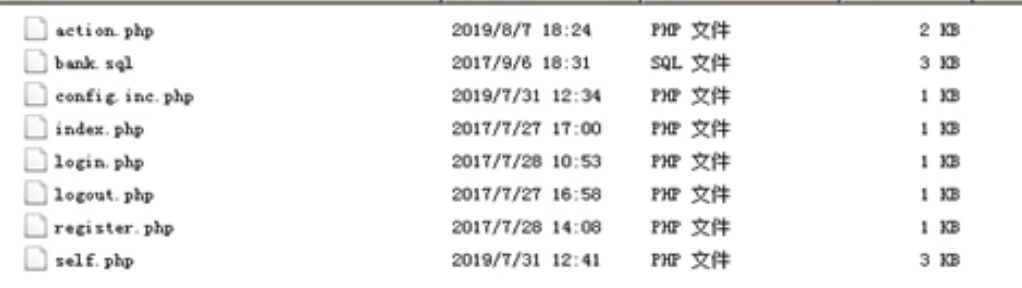 action.php 2019/8/7 18:24 PHP 文件 2 KB
bank.sql 2017/9/6 18:31 SQL 文件 3 KB
config.inc.php 2019/7/31 12:34 PHP 文件 1 KB
index.php 2017/7/27 17:00 PHP 文件 1 KB
login.php 2017/7/28 10:53 PHP 文件 1 KB
logout.php 2017/7/27 16:58 PHP 文件 1 KB
register.php 2017/7/28 14:08 PHP 文件 1 KB
self.php 2019/7/31 12:41 PHP 文件 3 KB